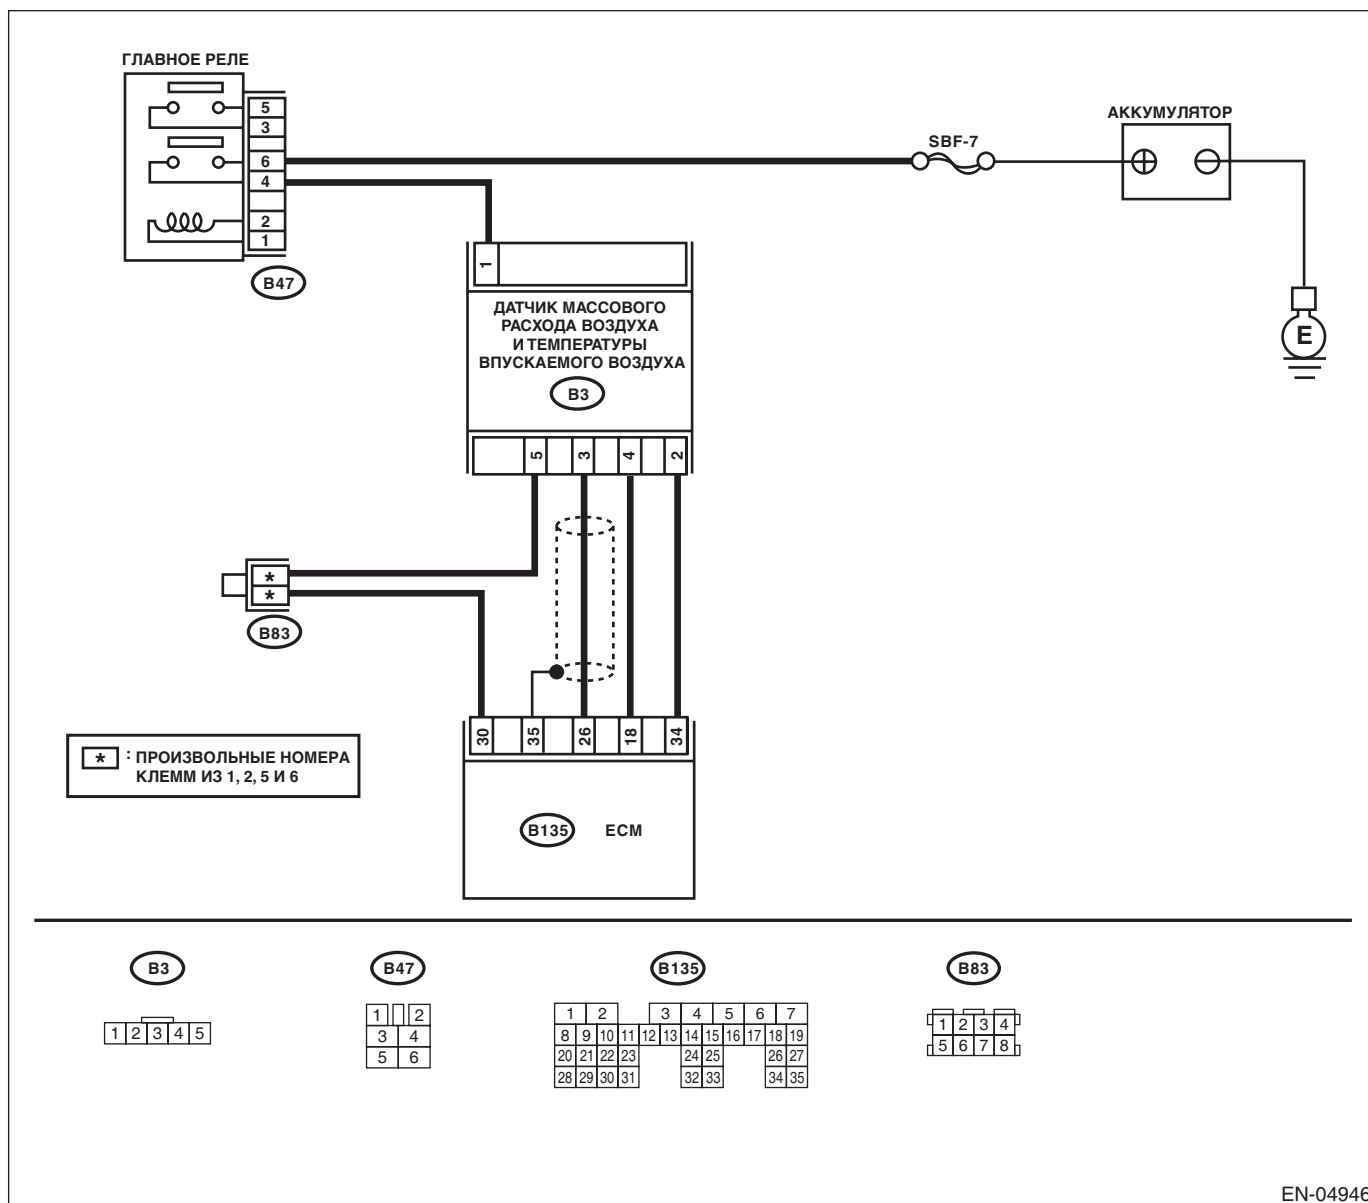 ГЛАВНОЕ РЕЛЕ
5
3
6
4
2
1
B47
SBF-7
АККУМУЛЯТОР
E
1
ДАТЧИК МАССОВОГО
РАСХОДА ВОЗДУХА
И ТЕМПЕРАТУРЫ
ВПУСКАЕМОГО ВОЗДУХА
B3
5 3 4 2
*
*
B83
30 35 26 18 34
* : ПРОИЗВОЛЬНЫЕ НОМЕРА
КЛЕММ ИЗ 1, 2, 5 И 6
B135 ECM
B3
1 2 3 4 5
B47
1 2
3 4
5 6
B135
1 2 3 4 5 6 7
8 9 10 11 12 13 14 15 16 17 18 19
20 21 22 23 24 25 26 27
28 29 30 31 32 33 34 35
B83
1 2 3 4
5 6 7 8
EN-04946